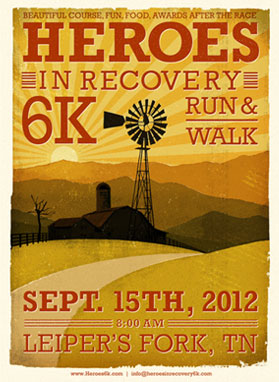 BEAUTIFUL COURSE, FUN, FOOD, AWARDS AFTER THE RACE
HEROES
IN RECOVERY
6K RUN &
WALK
SEPT. 15TH, 2012
8:00 AM
LEIPER'S FORK, TN
www.Heroes6k.com | info@heroesinrecovery6k.com